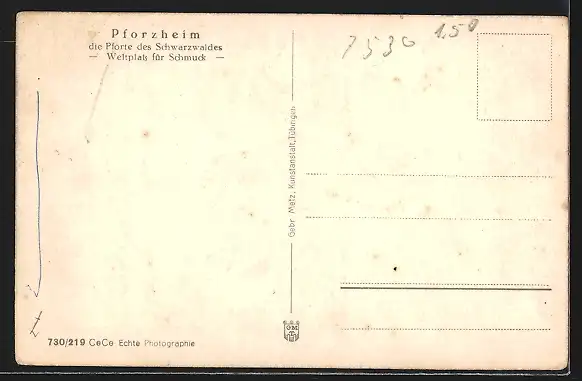 Pforzheim
die Pforte des Schwarzwaldes
— Weltplatz für Schmuck —
7530
1.50
Gebr. Metz, Kunstanstalt, Tübingen
GM
730/219 CeCe Echte Photographie